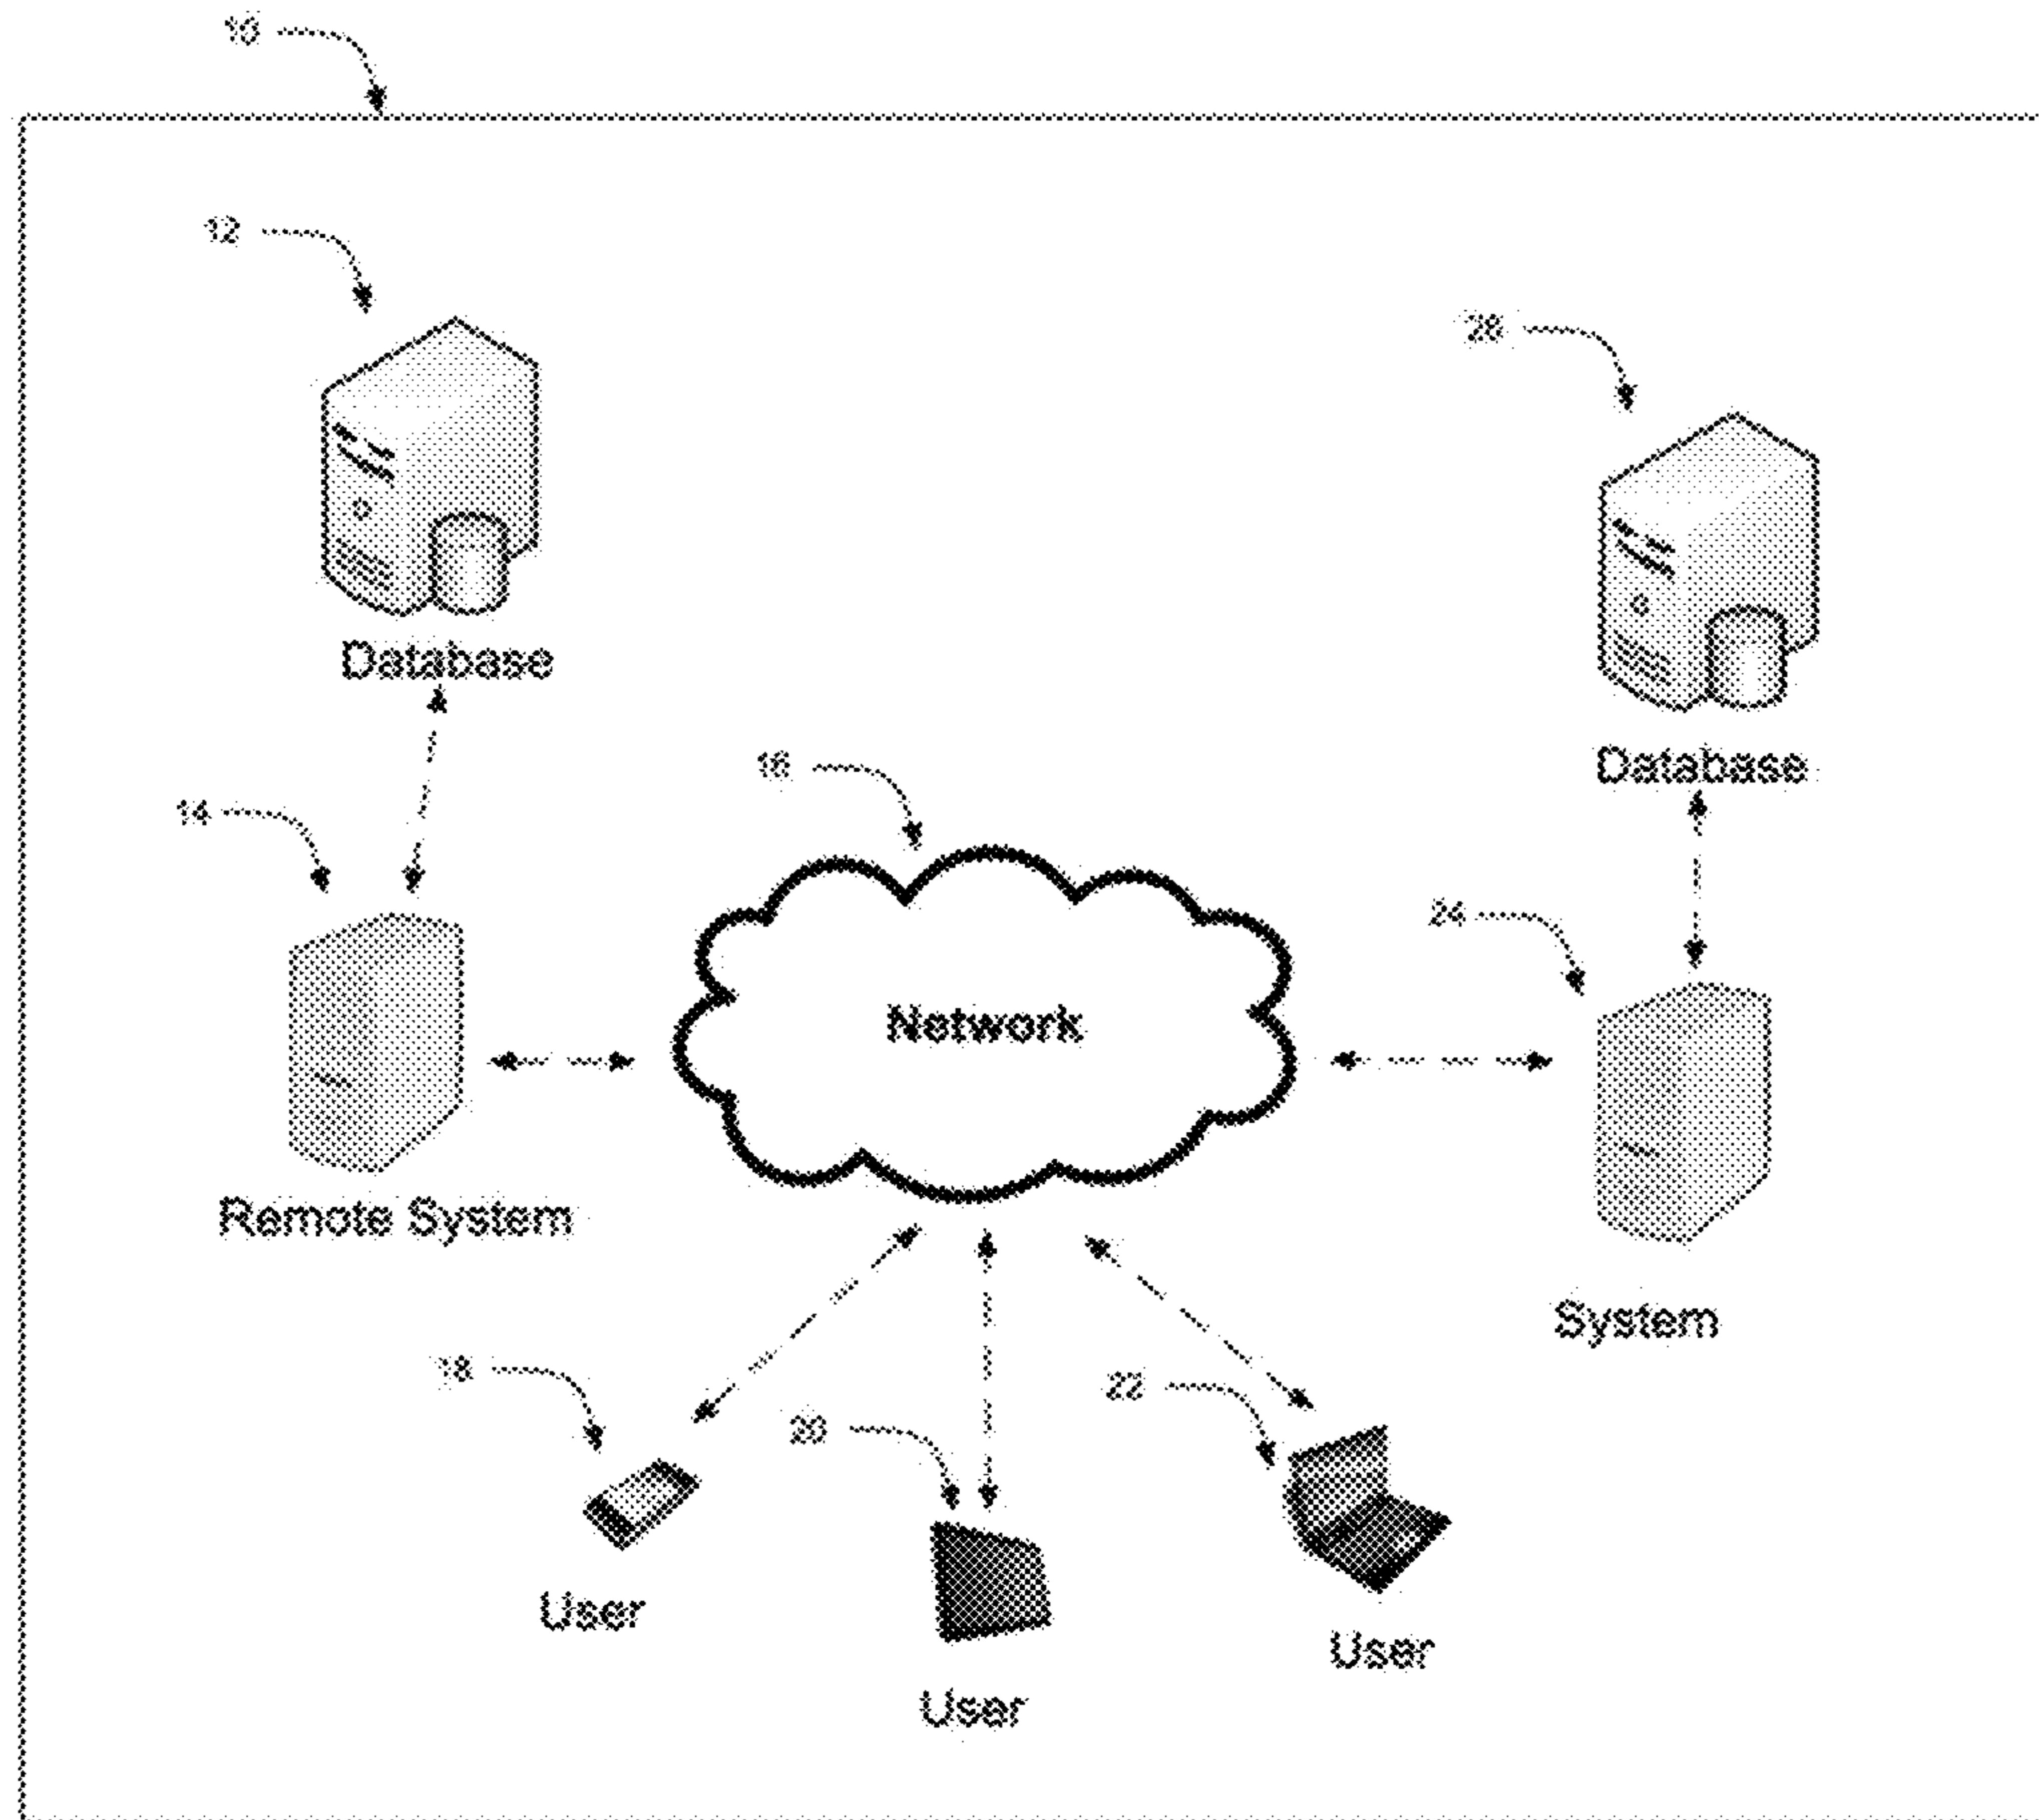 10
12
28
Database
16
Database
14
24
Network
Remote System
System
18
22
20
User
User
User